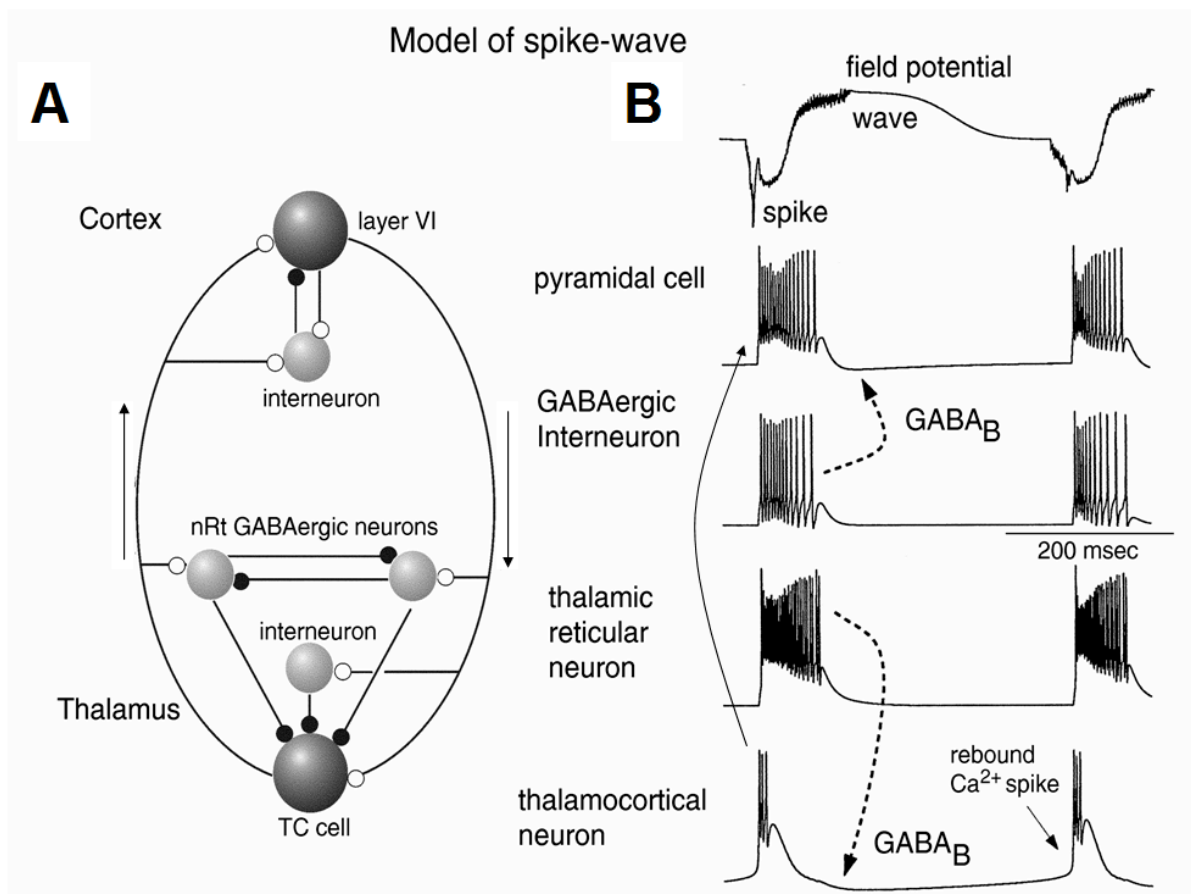 Model of spike-wave
A
Cortex
layer VI
interneuron
nRt GABAergic neurons
interneuron
Thalamus
TC cell
B
field potential
wave
spike
pyramidal cell
GABAergic
Interneuron
GABAB
200 msec
thalamic
reticular
neuron
rebound
Ca2+ spike
thalamocortical
neuron
GABAB